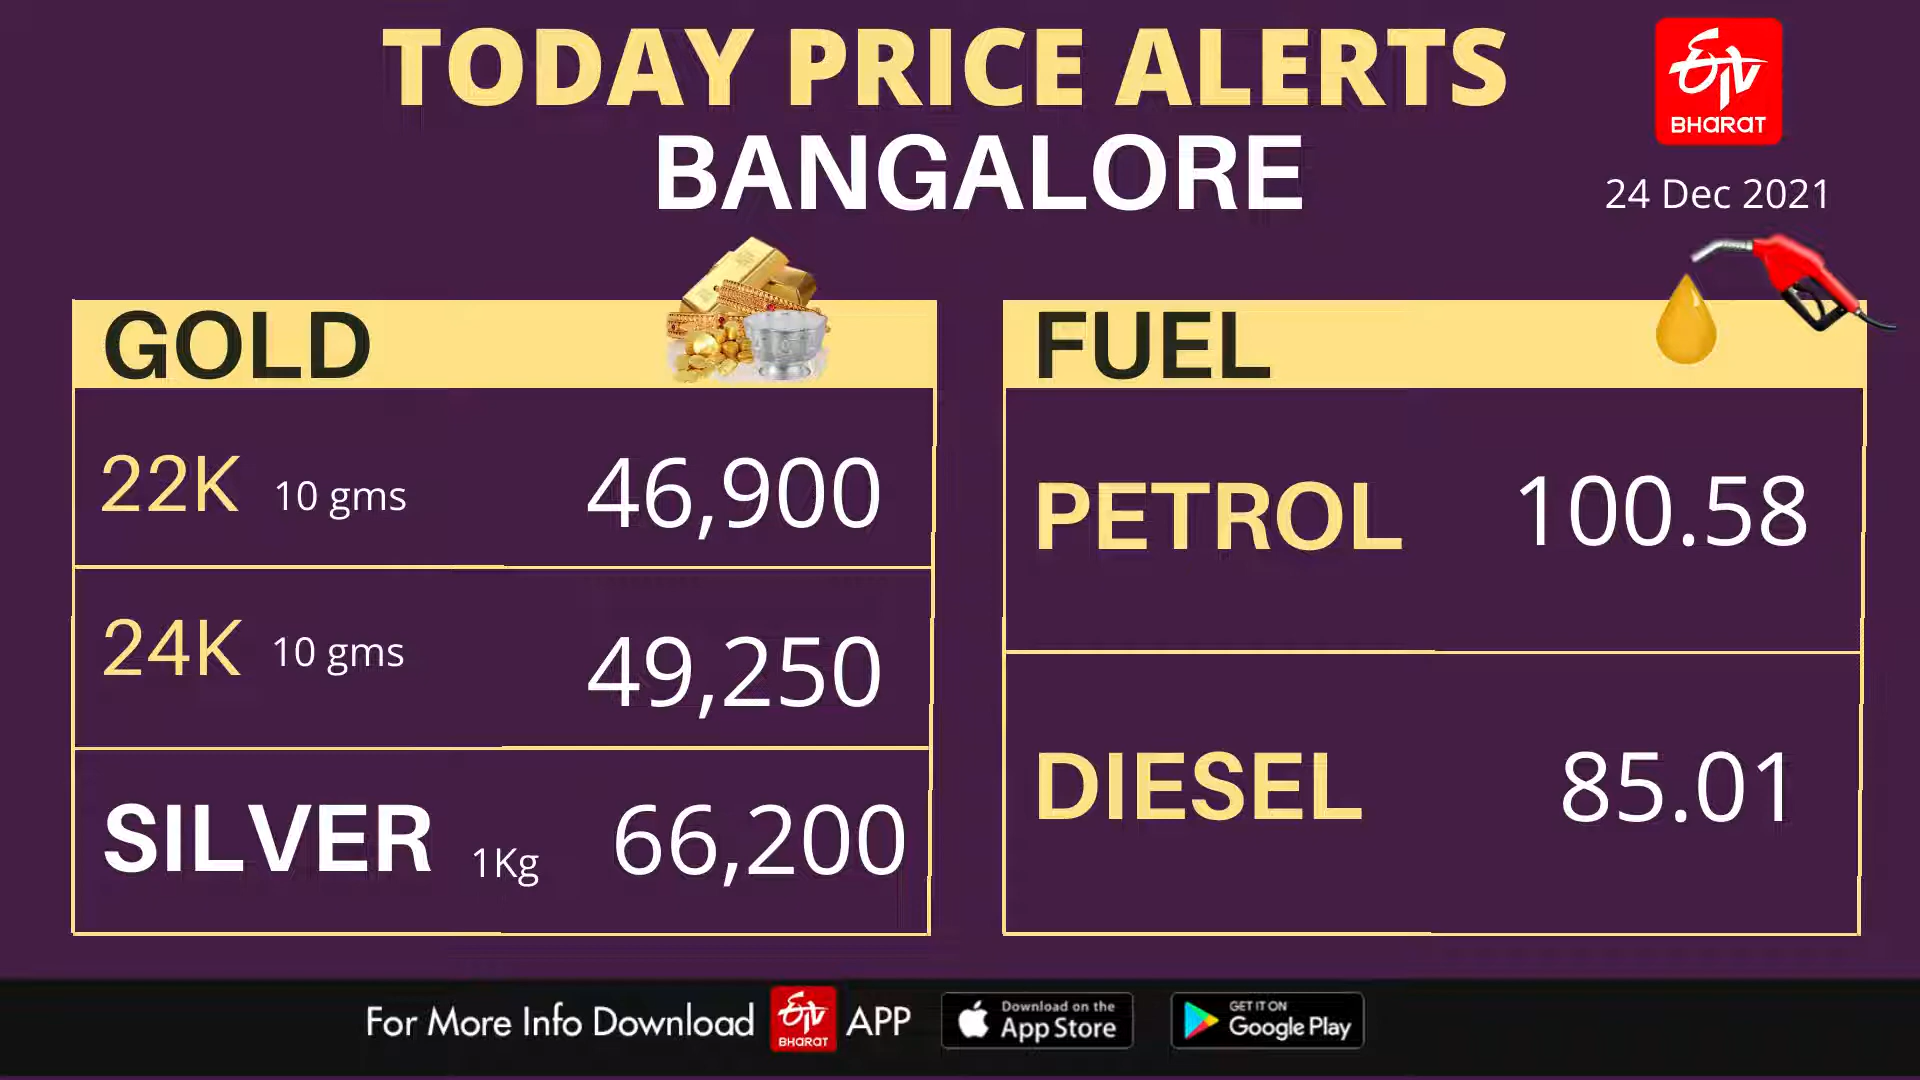 TODAY PRICE ALERTS
BANGALORE
ETV
BHARAT
24 Dec 2021
GOLD
22K 10 gms 46,900
24K 10 gms 49,250
SILVER 1Kg 66,200
FUEL
PETROL 100.58
DIESEL 85.01
For More Info Download ETV BHARAT APP
Download on the
App Store
GET IT ON
Google Play